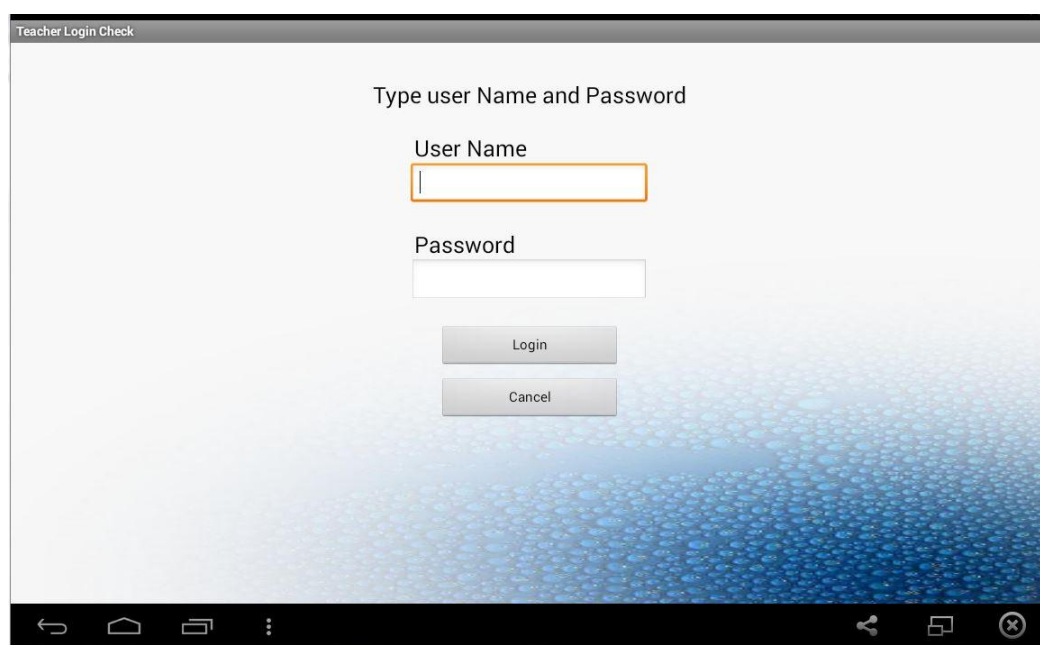 Teacher Login Check
Type user Name and Password
User Name
Password
Login
Cancel